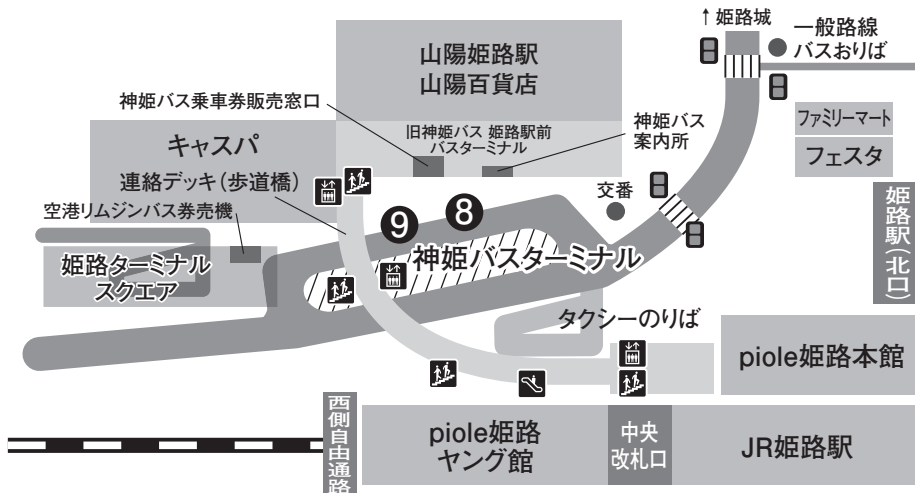 ↑姫路城
一般路線
バスおりば
山陽姫路駅
山陽百貨店
神姫バス乗車券販売窓口
旧神姫バス 姫路駅前
バスターミナル
神姫バス
案内所
ファミリーマート
フェスタ
キャスパ
連絡デッキ(歩道橋)
交番
空港リムジンバス券売機
9
8
神姫バスターミナル
姫路駅(北口)
姫路ターミナル
スクエア
タクシーのりば
piole姫路本館
西側自由通路
piole姫路
ヤング館
中央
改札口
JR姫路駅